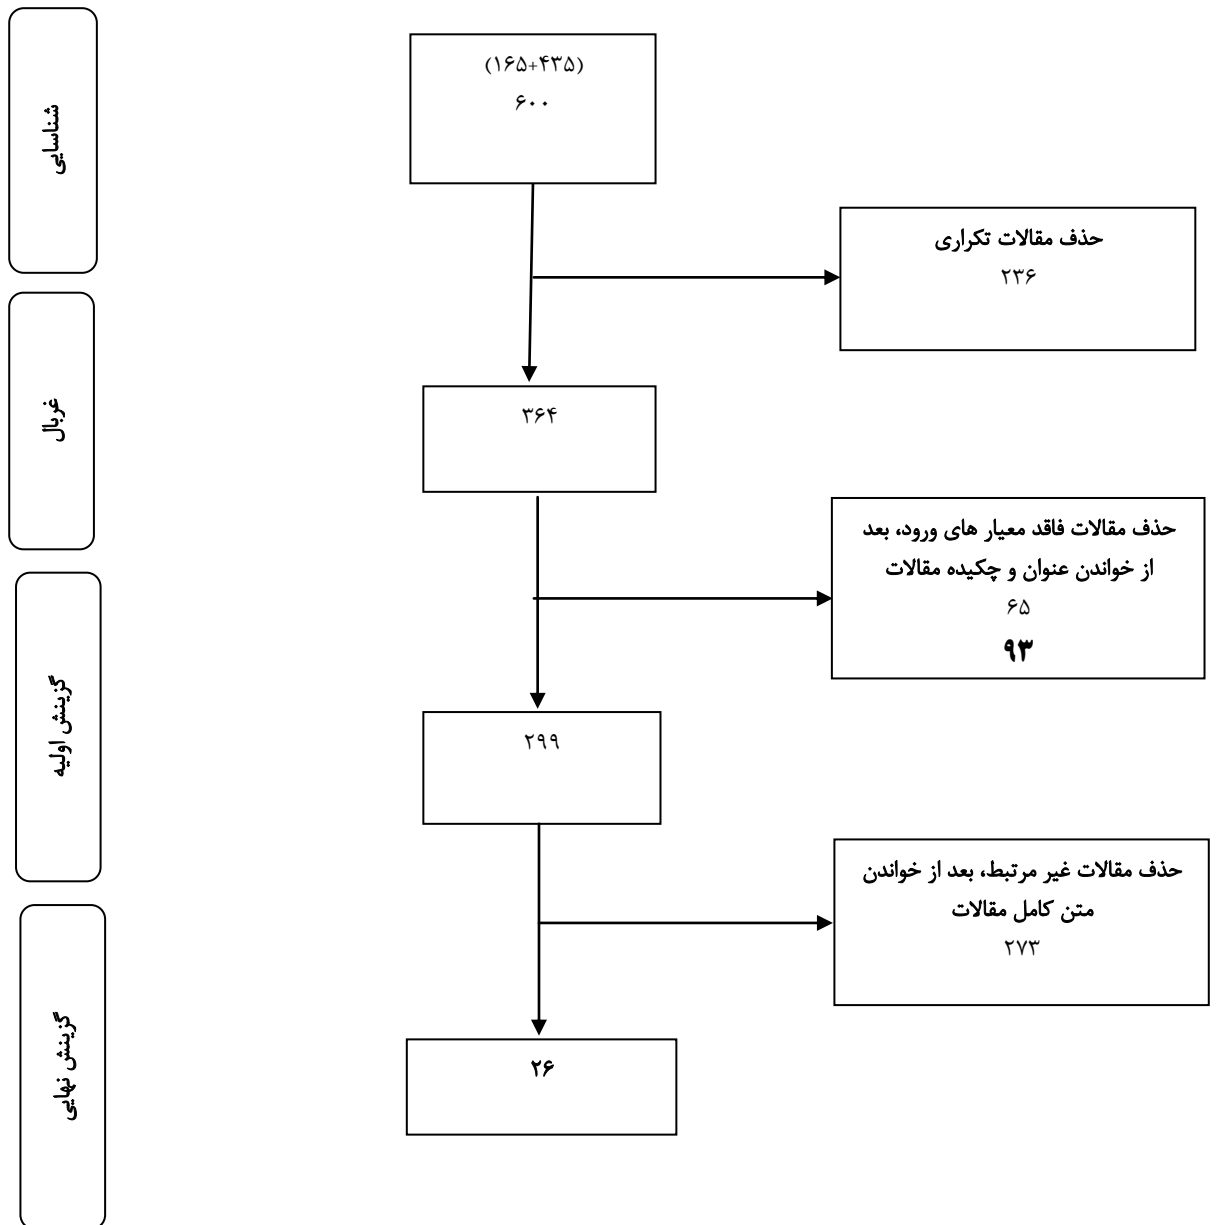 شناسایی
(۱۶۵+۴۳۵)
۶۰۰
حذف مقالات تکراری
۲۳۶
غربال
۳۶۴
حذف مقالات فاقد معیار های ورود، بعد
از خواندن عنوان و چکیده مقالات
۶۵
۹۳
گزینش اولیه
۲۹۹
حذف مقالات غیر مرتبط، بعد از خواندن
متن کامل مقالات
۲۷۳
گزینش نهایی
۲۶